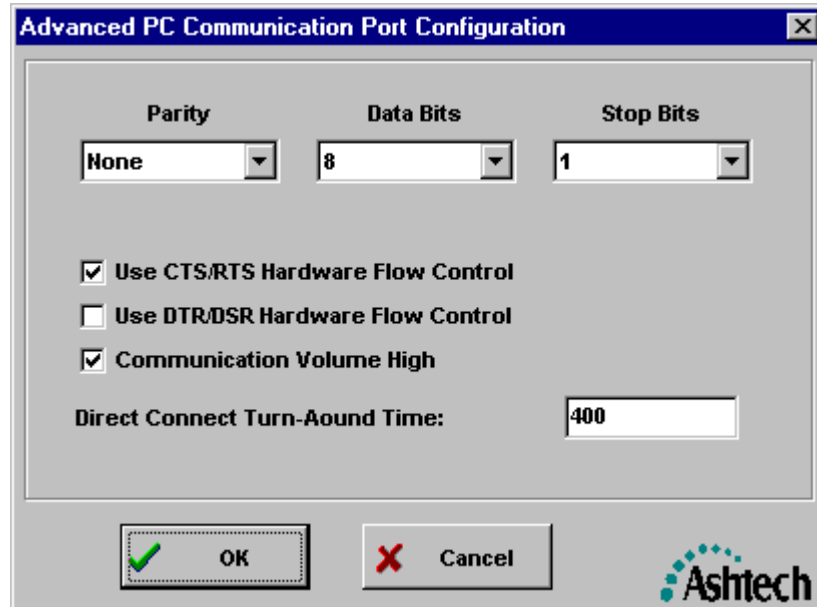 Advanced PC Communication Port Configuration
Parity Data Bits Stop Bits
None 8 1
Use CTS/RTS Hardware Flow Control
Use DTR/DSR Hardware Flow Control
Communication Volume High
Direct Connect Turn-Aound Time: 400
OK Cancel
Ashtech